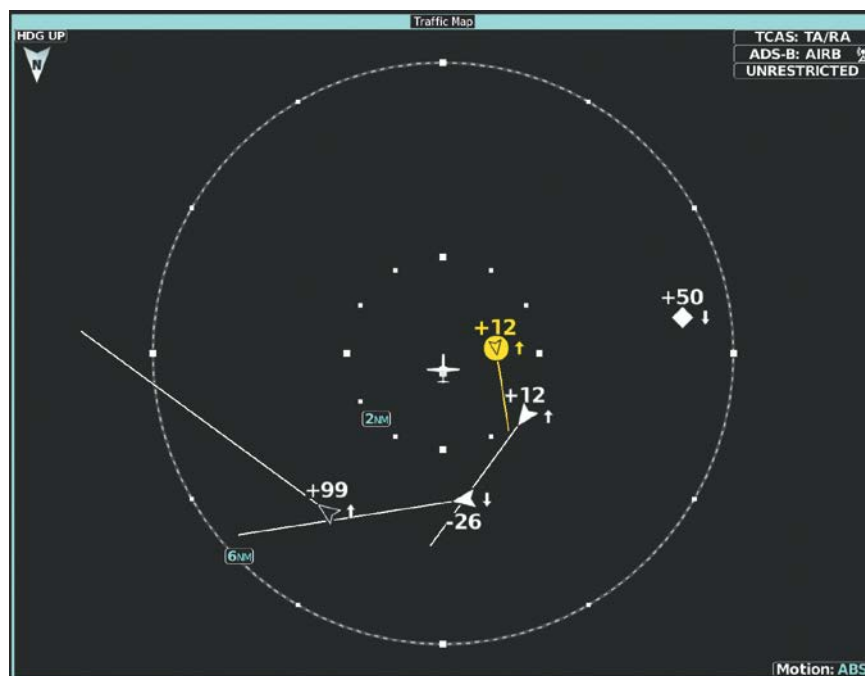 Traffic Map
HDG UP
N
TCAS: TA/RA
ADS-B: AIRB
UNRESTRICTED
+50
+12
+12
2NM
+99
-26
6NM
Motion: ABS